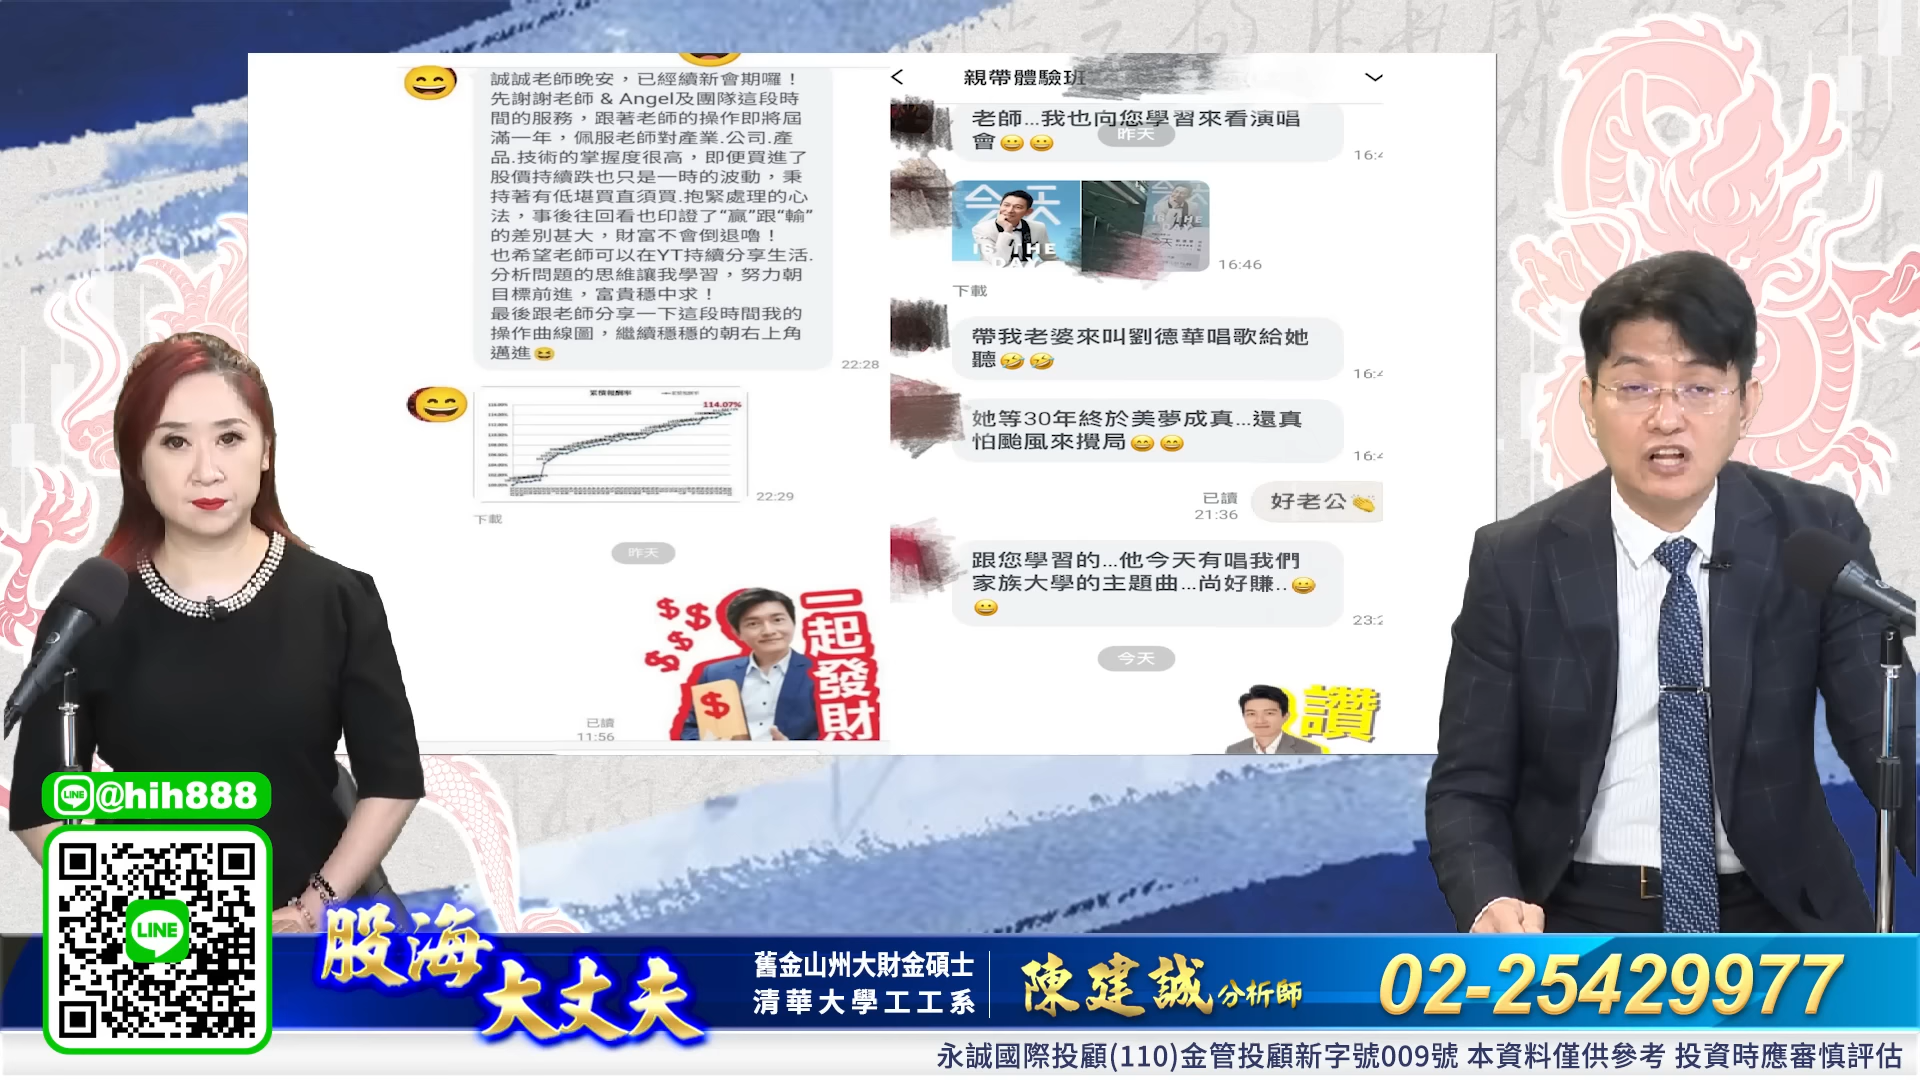 誠誠老師晚安，已經續新會期囉！
先謝謝老師 & Angel及團隊這段時
間的服務，跟著老師的操作即將屆
滿一年，佩服老師對產業.公司.產
品.技術的掌握度很高，即便買進了
股價持續跌也只是一時的波動，秉
持著有低堪買直須買.抱緊處理的心
法，事後往回看也印證了“贏”跟“輸”
的差別甚大，財富不會倒退嚕！
也希望老師可以在YT持續分享生活.
分析問題的思維讓我學習，努力朝
目標前進，富貴穩中求！
最後跟老師分享一下這段時間我的
操作曲線圖，繼續穩穩的朝右上角
邁進😆
22:28
累積報酬率
114.07%
22:29
下載
昨天
一起發財
已讀
11:56
親帶體驗班
老師...我也向您學習來看演唱
會😀😀
昨天
16:4
今天
IS THE
DAY
16:46
下載
帶我老婆來叫劉德華唱歌給她
聽🤣🤣
16:4
她等30年終於美夢成真...還真
怕颱風來攪局😄😄
16:4
已讀
21:36
好老公👏
跟您學習的...他今天有唱我們
家族大學的主題曲...尚好賺..😀
😀
23:2
今天
讚
LINE
@hih888
LINE
股海
大丈夫
舊金山州大財金碩士
清華大學工工系
陳建誠分析師
02-25429977
永誠國際投顧(110)金管投顧新字號009號 本資料僅供參考 投資時應審慎評估